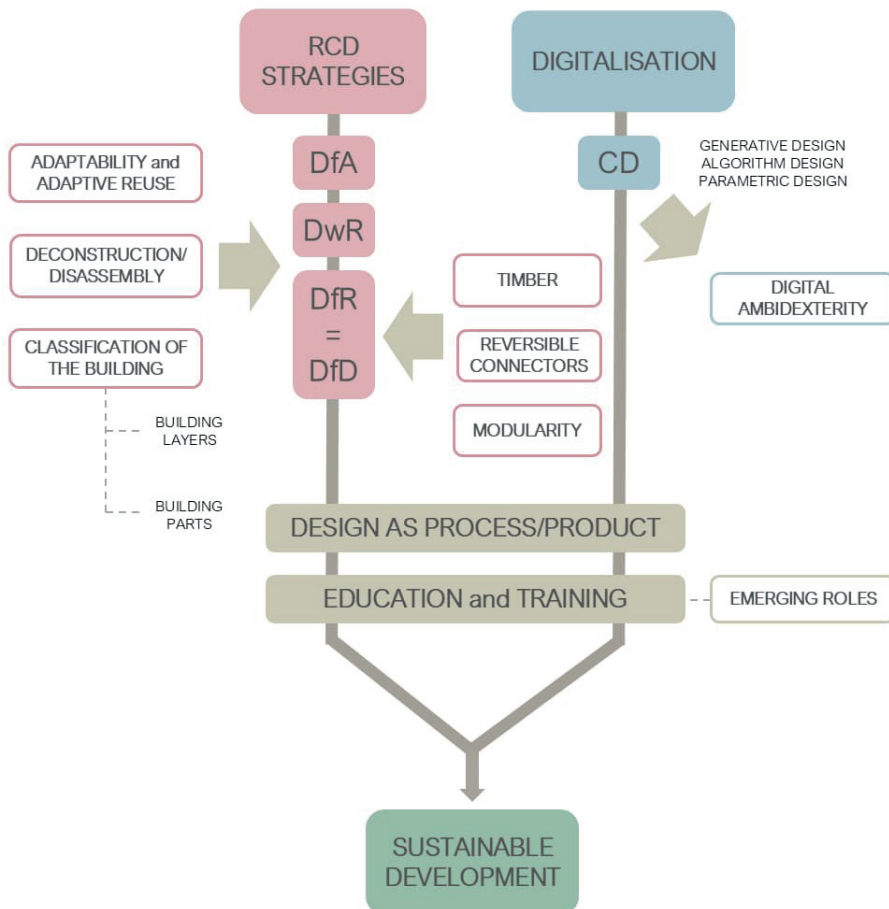 RCD
STRATEGIES
DIGITALISATION
DfA
CD
GENERATIVE DESIGN
ALGORITHM DESIGN
PARAMETRIC DESIGN
ADAPTABILITY and
ADAPTIVE REUSE
DwR
DECONSTRUCTION/
DISASSEMBLY
TIMBER
DIGITAL
AMBIDEXTERITY
DfR
=
DfD
CLASSIFICATION OF
THE BUILDING
REVERSIBLE
CONNECTORS
BUILDING
LAYERS
MODULARITY
BUILDING
PARTS
DESIGN AS PROCESS/PRODUCT
EDUCATION and TRAINING
EMERGING ROLES
SUSTAINABLE
DEVELOPMENT